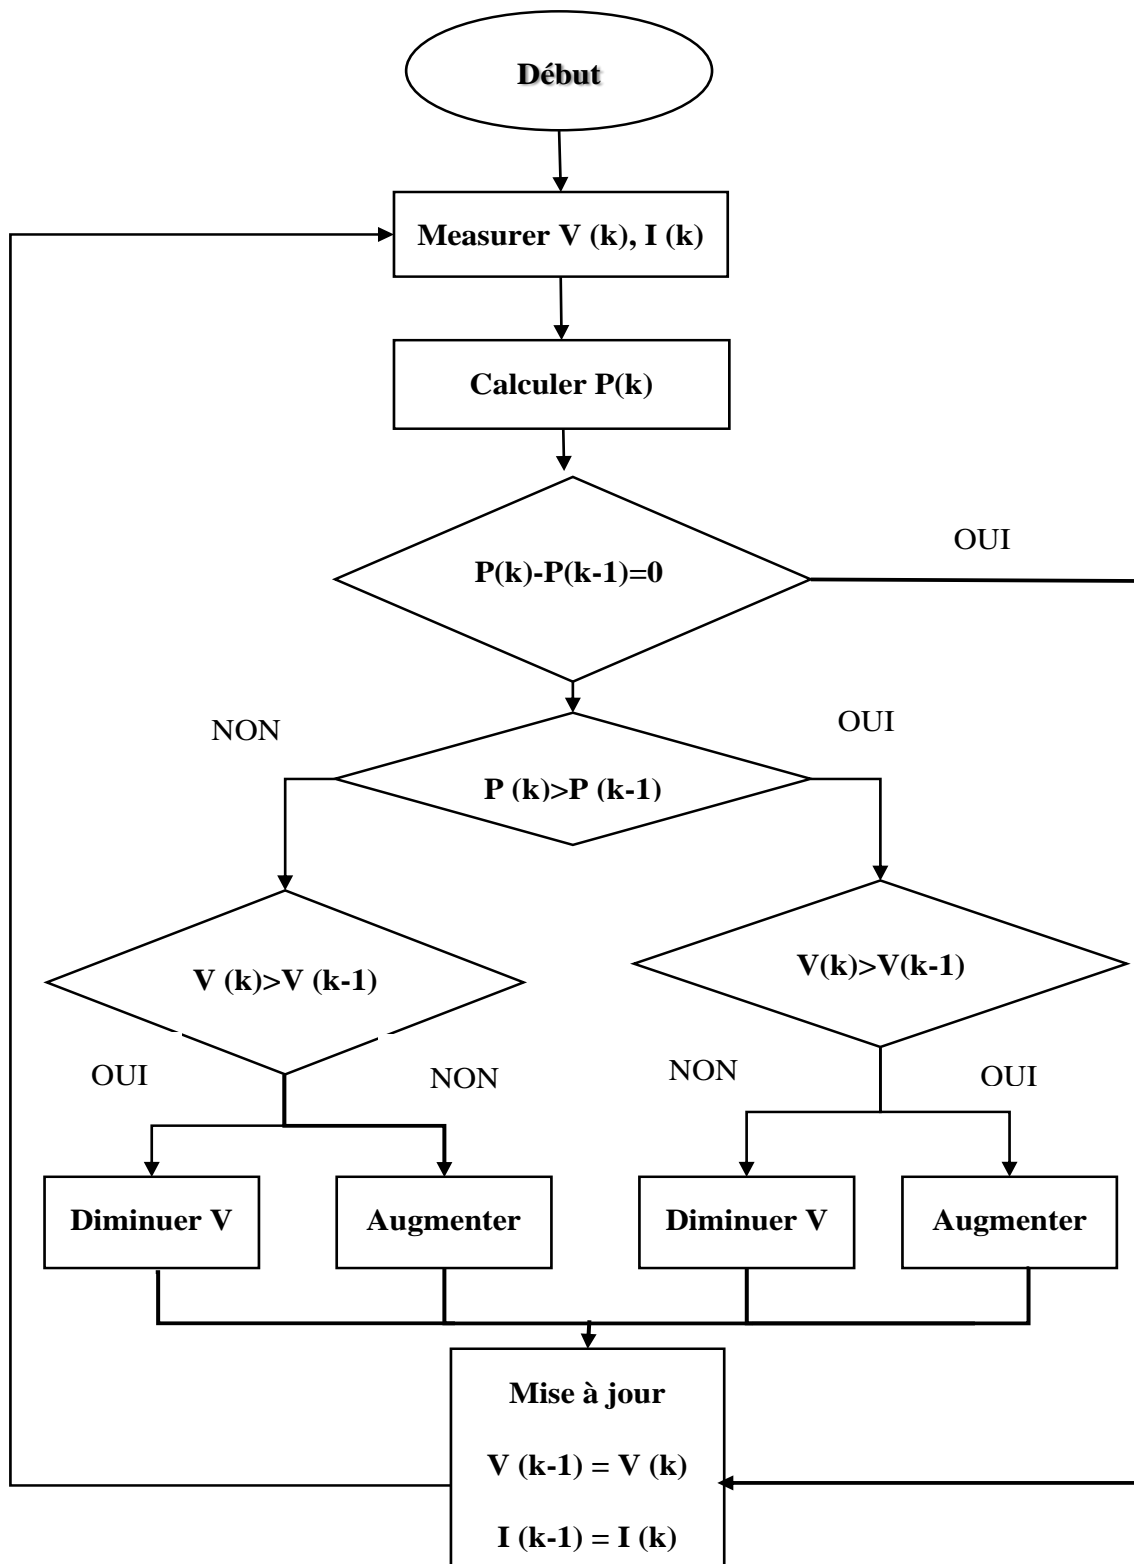 Début
Measurer V (k), I (k)
Calculer P(k)
P(k)-P(k-1)=0
OUI
NON
OUI
P (k)>P (k-1)
V (k)>V (k-1)
V(k)>V(k-1)
OUI
NON
NON
OUI
Diminuer V
Augmenter
Diminuer V
Augmenter
Mise à jour
V (k-1) = V (k)
I (k-1) = I (k)